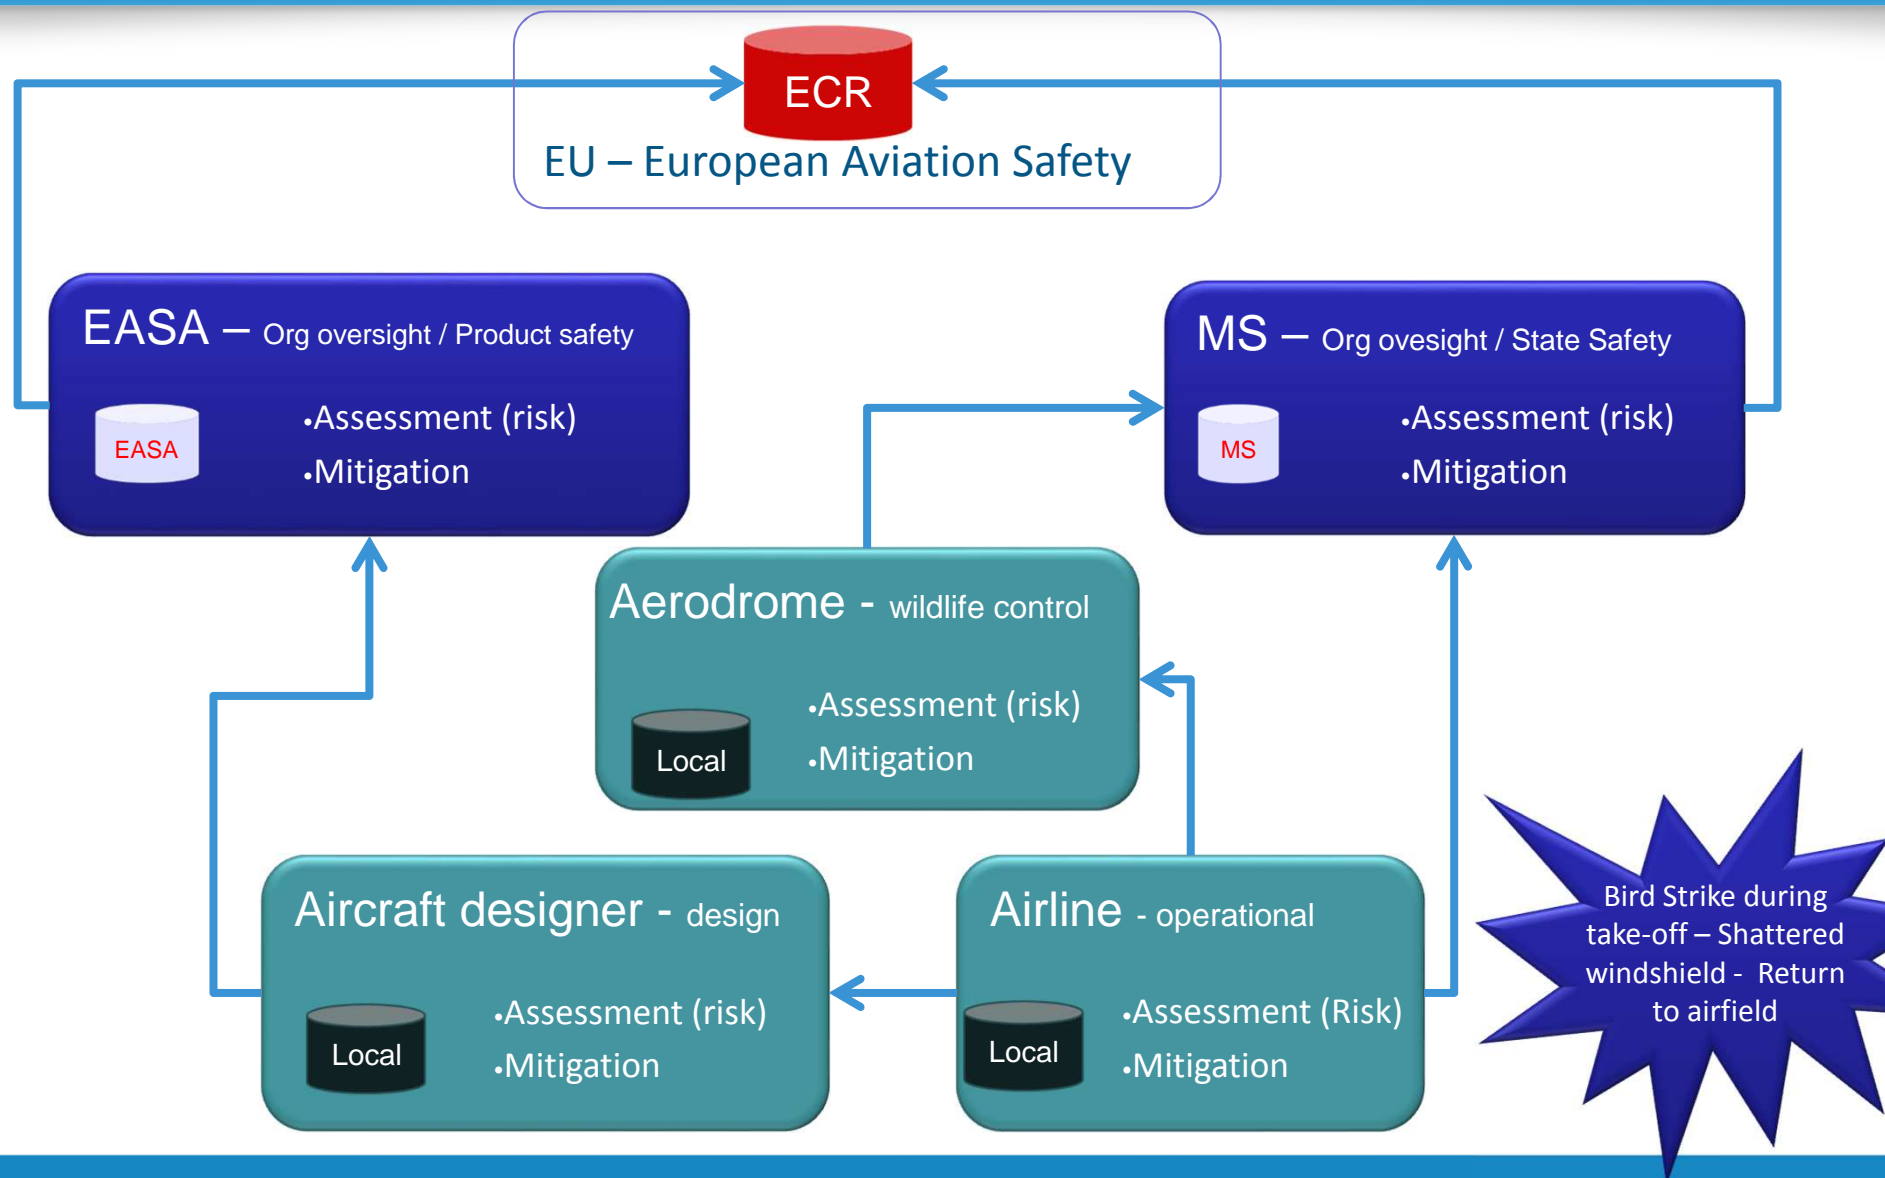 ECR
EU – European Aviation Safety
EASA – Org oversight / Product safety
EASA
•Assessment (risk)
•Mitigation
MS – Org ovesight / State Safety
MS
•Assessment (risk)
•Mitigation
Aerodrome - wildlife control
Local
•Assessment (risk)
•Mitigation
Aircraft designer - design
Local
•Assessment (risk)
•Mitigation
Airline - operational
Local
•Assessment (Risk)
•Mitigation
Bird Strike during
take-off – Shattered
windshield - Return
to airfield